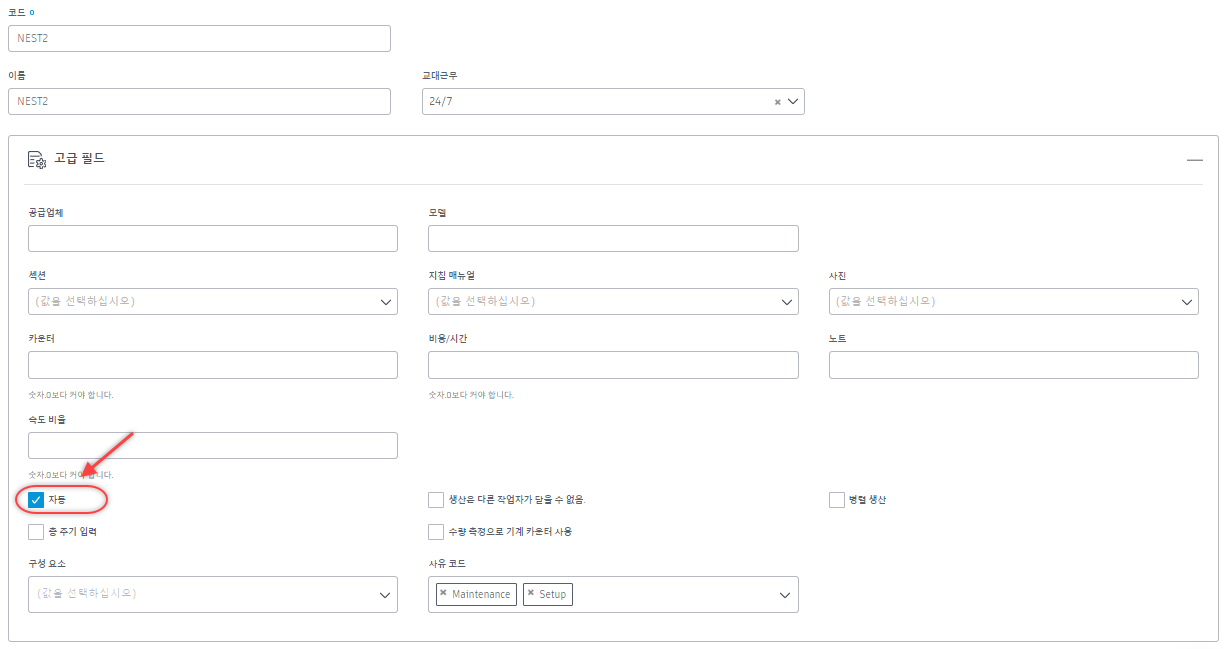 코드
NEST2
이름
교대근무
NEST2
24/7
고급 필드
공급업체
모델
섹션
지침 매뉴얼
사진
(값을 선택하십시오)
(값을 선택하십시오)
(값을 선택하십시오)
카운터
비용/시간
노트
숫자.0보다 커야 합니다.
숫자.0보다 커야 합니다.
속도 비율
숫자.0보다 커야 합니다.
자동
생산은 다른 작업자가 닫을 수 없음.
병렬 생산
총 주기 입력
수량 측정으로 기계 카운터 사용
구성 요소
사유 코드
(값을 선택하십시오)
Maintenance
Setup